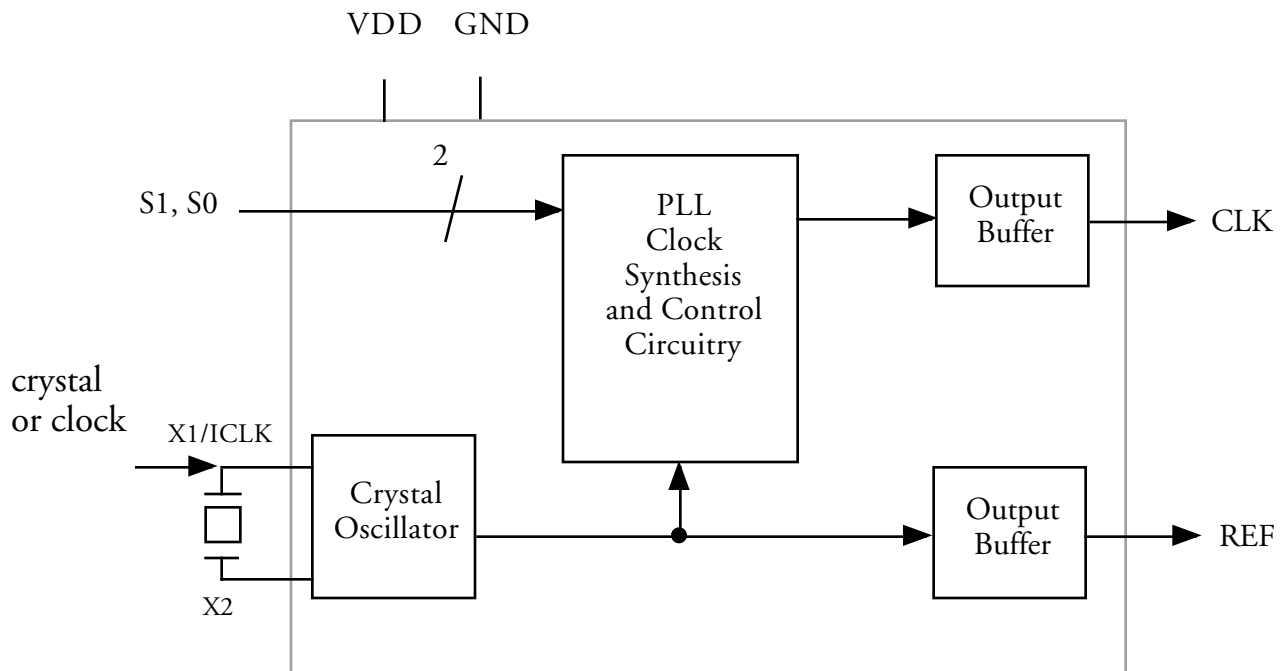 VDD GND
2
S1, S0
PLL
Clock
Synthesis
and Control
Circuitry
Output
Buffer
CLK
crystal
or clock
X1/ICLK
Crystal
Oscillator
X2
Output
Buffer
REF